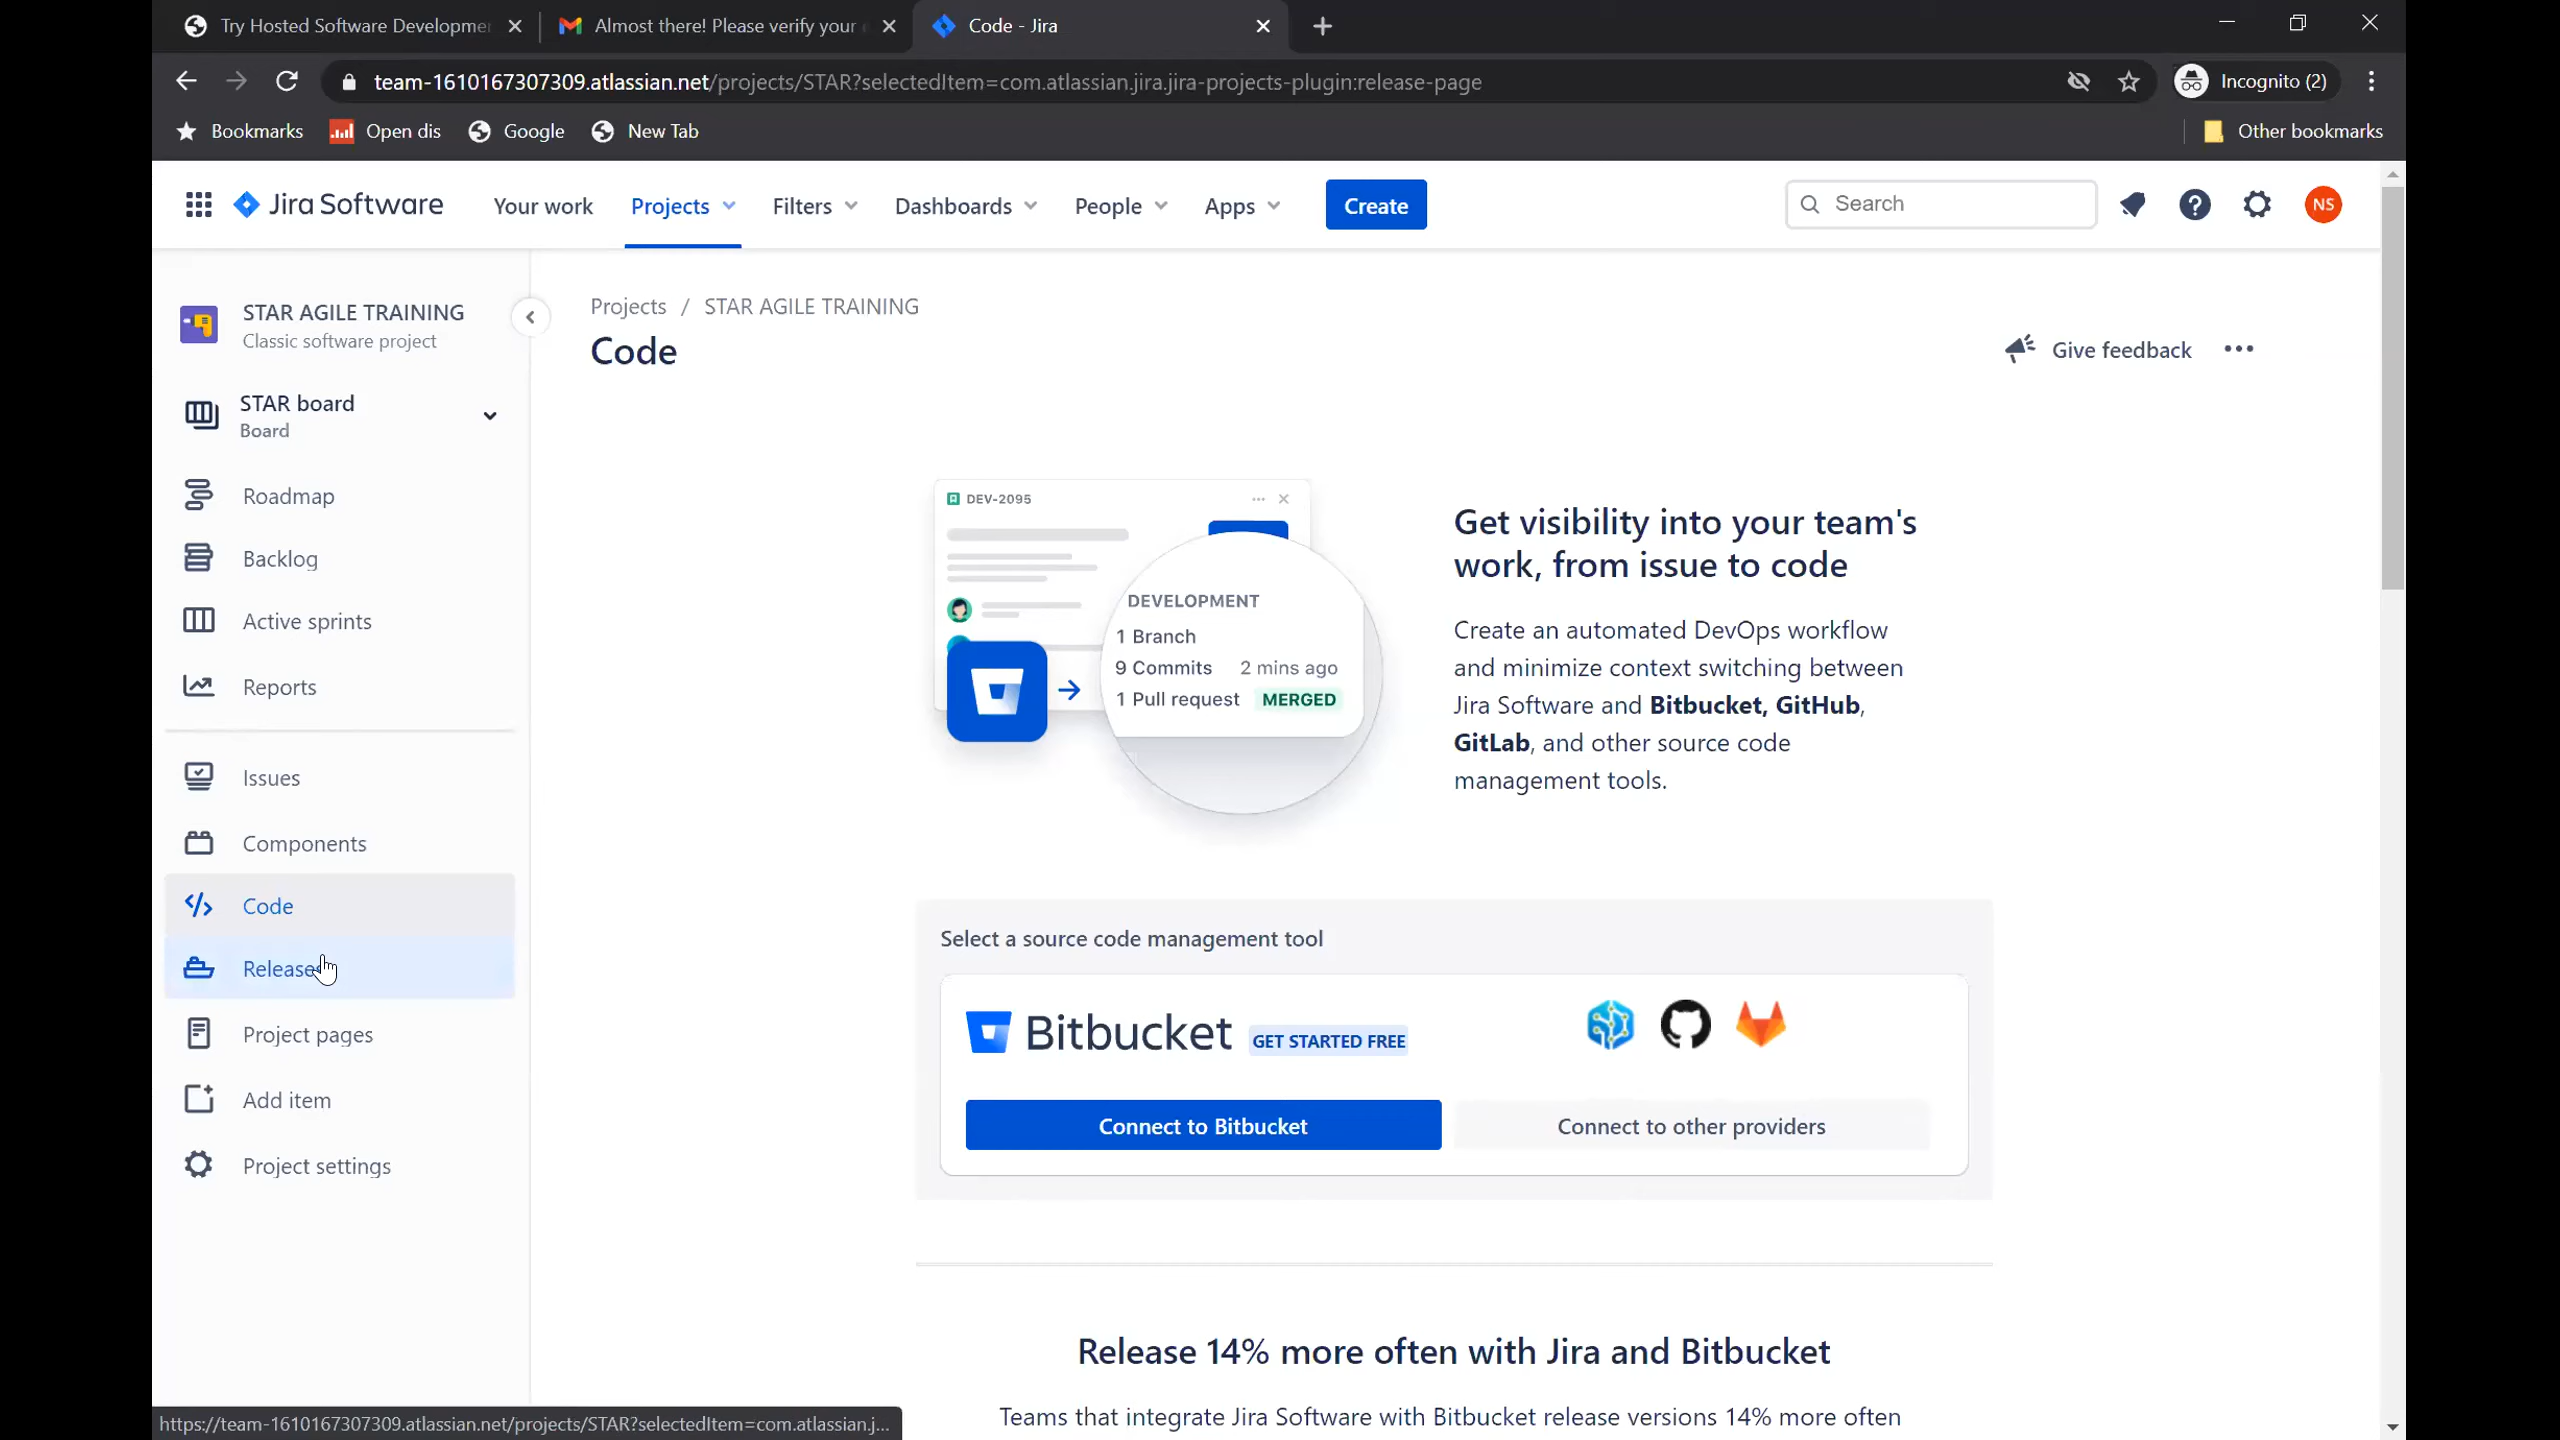 Try Hosted Software Developme
Almost there! Please verify your
Code - Jira
team-1610167307309.atlassian.net/projects/STAR?selectedItem=com.atlassian.jira.jira-projects-plugin:release-page
Incognito (2)
Bookmarks
Open dis
Google
New Tab
Other bookmarks
Jira Software
Your work
Projects
Filters
Dashboards
People
Apps
Create
Search
NS
STAR AGILE TRAINING
Classic software project
STAR board
Board
Roadmap
Backlog
Active sprints
Reports
Issues
Components
Code
Release
Project pages
Add item
Project settings
Projects / STAR AGILE TRAINING
Code
Give feedback
DEV-2095
DEVELOPMENT
1 Branch
9 Commits 2 mins ago
1 Pull request MERGED
Get visibility into your team's
work, from issue to code
Create an automated DevOps workflow
and minimize context switching between
Jira Software and Bitbucket, GitHub,
GitLab, and other source code
management tools.
Select a source code management tool
Bitbucket GET STARTED FREE
Connect to Bitbucket
Connect to other providers
Release 14% more often with Jira and Bitbucket
Teams that integrate Jira Software with Bitbucket release versions 14% more often
https://team-1610167307309.atlassian.net/projects/STAR?selectedItem=com.atlassian.j...